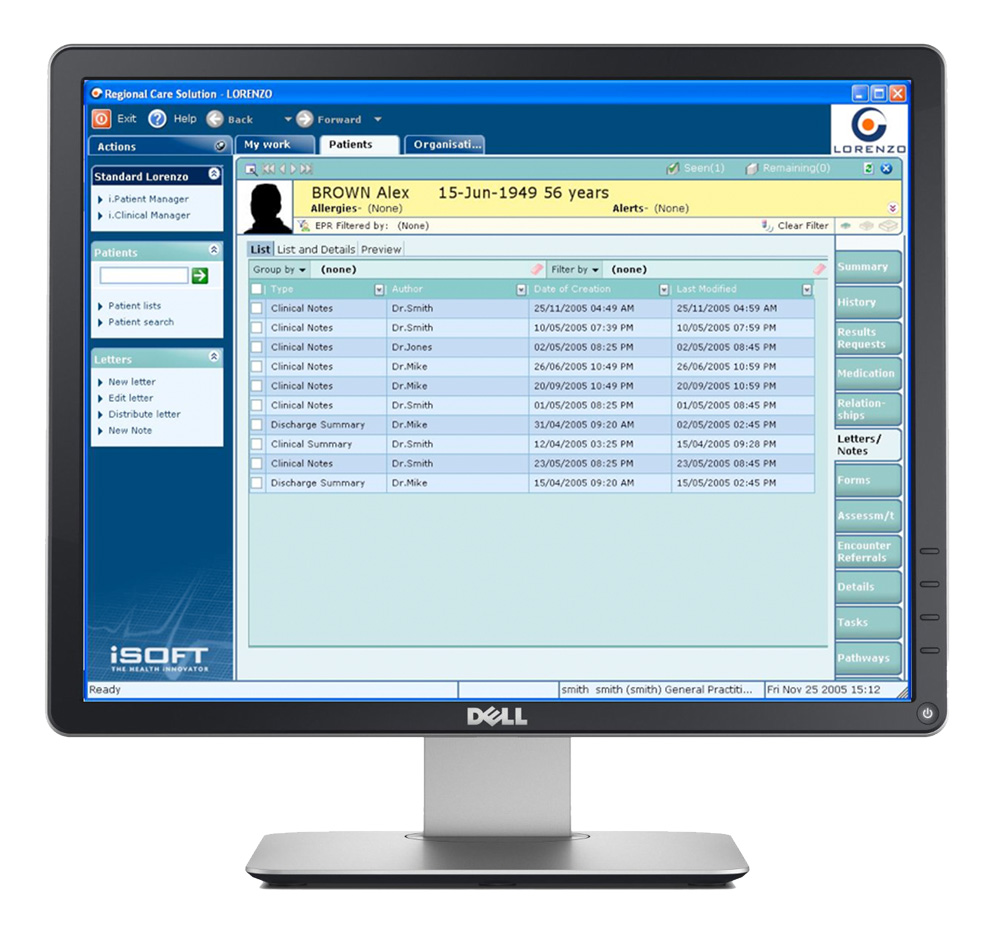 Regional Care Solution - LORENZO
Exit Help Back Forward
LORENZO
Actions
My work Patients Organisati...
Seen(1) Remaining(0)
Standard Lorenzo
i.Patient Manager
i.Clinical Manager
Patients
Patient lists
Patient search
Letters
New letter
Edit letter
Distribute letter
New Note
iSOFT
THE HEALTH INNOVATOR
BROWN Alex 15-Jun-1949 56 years
Allergies- (None) Alerts- (None)
EPR Filtered by: (None) Clear Filter
List List and Details Preview
Group by (none) Filter by (none)
Type Author Date of Creation Last Modified
Clinical Notes Dr.Smith 25/11/2005 04:49 AM 25/11/2005 04:59 AM
Clinical Notes Dr.Smith 10/05/2005 07:39 PM 10/05/2005 07:59 PM
Clinical Notes Dr.Jones 02/05/2005 08:25 PM 02/05/2005 08:45 PM
Clinical Notes Dr.Mike 26/06/2005 10:49 PM 26/06/2005 10:59 PM
Clinical Notes Dr.Mike 20/09/2005 10:49 PM 20/09/2005 10:59 PM
Clinical Notes Dr.Smith 01/05/2005 08:25 PM 01/05/2005 08:45 PM
Discharge Summary Dr.Mike 31/04/2005 09:20 AM 02/05/2005 02:45 PM
Clinical Summary Dr.Smith 12/04/2005 03:25 PM 15/04/2005 09:28 PM
Clinical Notes Dr.Smith 23/05/2005 08:25 PM 23/05/2005 08:45 PM
Discharge Summary Dr.Mike 15/04/2005 09:20 AM 15/05/2005 02:45 PM
Summary
History
Results
Requests
Medication
Relation-
ships
Letters/
Notes
Forms
Assessm/t
Encounter
Referrals
Details
Tasks
Pathways
Ready smith smith (smith) General Practiti... Fri Nov 25 2005 15:12
DELL